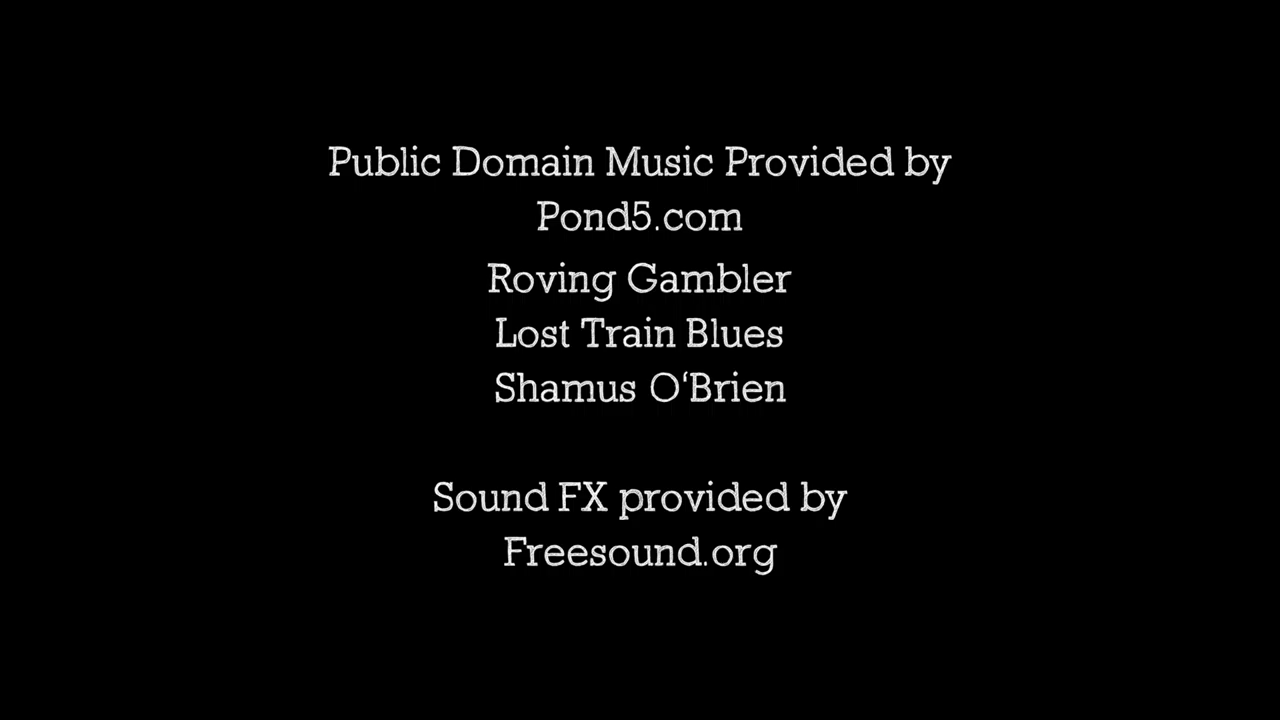 Public Domain Music Provided by
Pond5.com
Roving Gambler
Lost Train Blues
Shamus O‘Brien
Sound FX provided by
Freesound.org